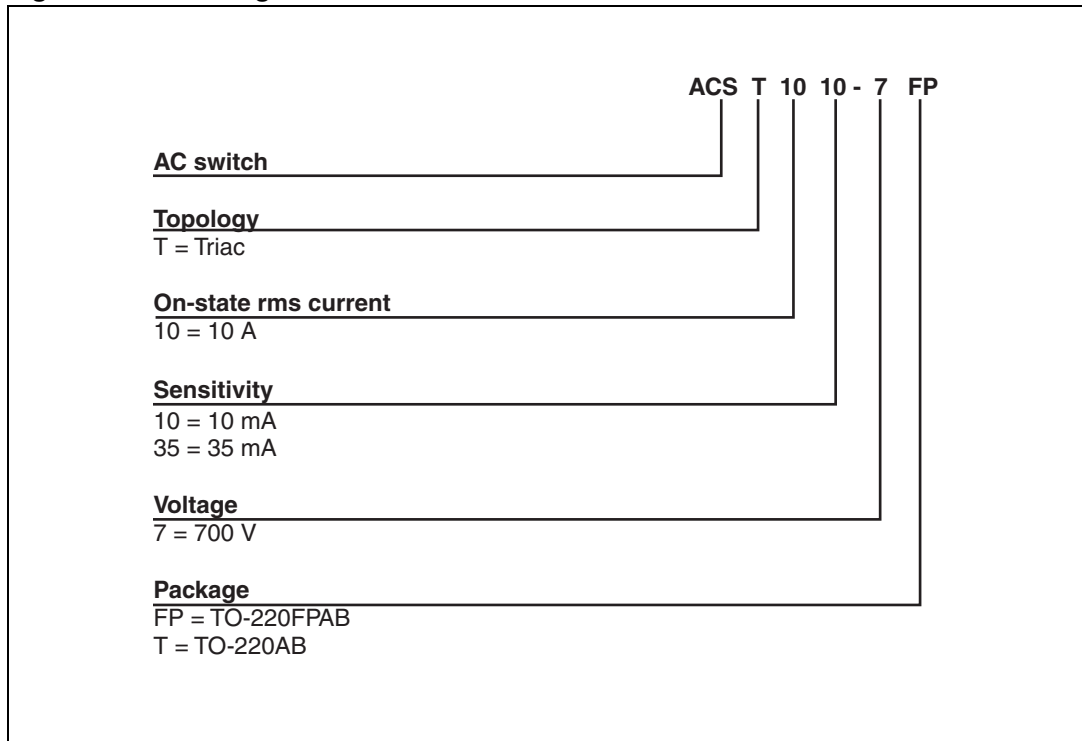 ACS T 10 10 - 7 FP
AC switch
Topology
T = Triac
On-state rms current
10 = 10 A
Sensitivity
10 = 10 mA
35 = 35 mA
Voltage
7 = 700 V
Package
FP = TO-220FPAB
T = TO-220AB